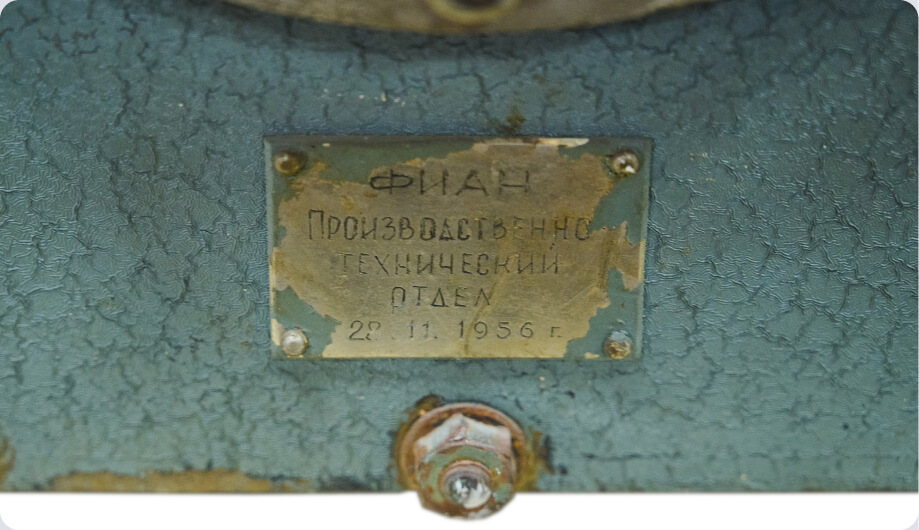 ФИАН
ПРОИЗВОДСТВЕННО
ТЕХНИЧЕСКИЙ
ОТДЕЛ
28.11.1956 г.